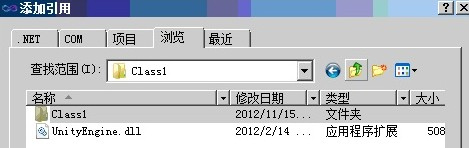 添加引用
.NET COM 项目 浏览 最近
查找范围(I): Class1
名称 修改日期 类型 大小
Class1 2012/11/15... 文件夹
UnityEngine.dll 2012/2/14 应用程序扩展 508